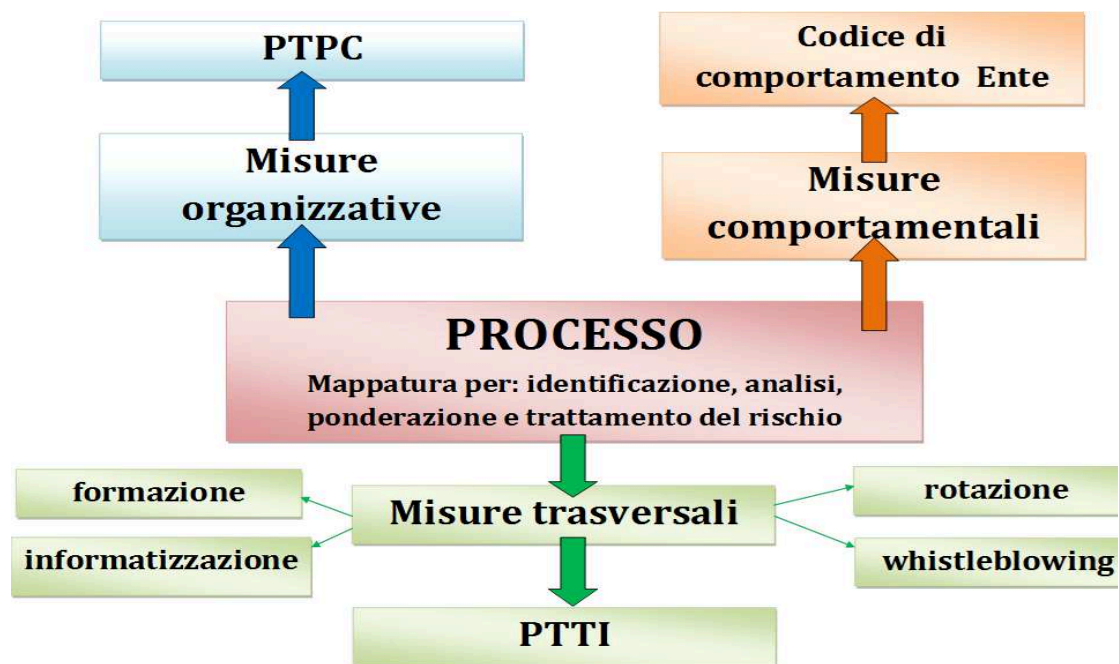 PTPC
Codice di
comportamento Ente
Misure
organizzative
Misure
comportamentali
PROCESSO
Mappatura per: identificazione, analisi,
ponderazione e trattamento del rischio
formazione
Misure trasversali
rotazione
informatizzazione
whistleblowing
PTTI